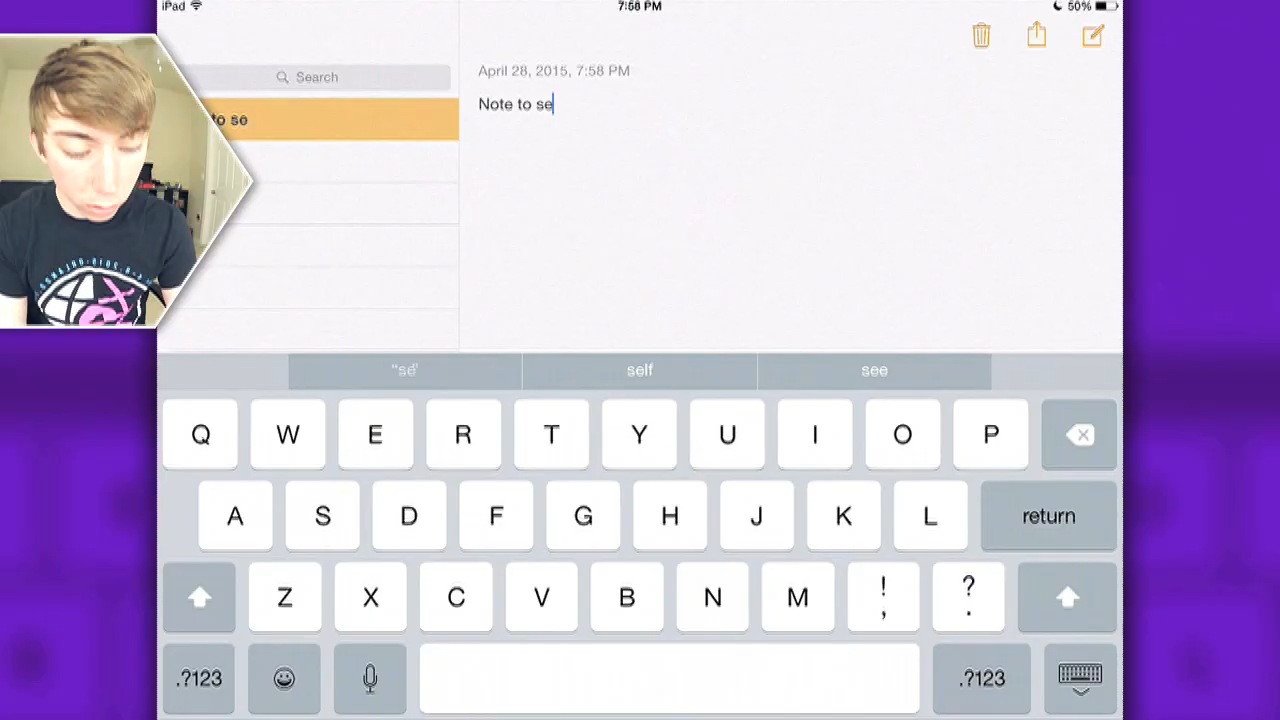 iPad 7:58 PM 50%
Search
April 28, 2015, 7:58 PM
Note to se
to se
"se" self see
Q W E R T Y U I O P
A S D F G H J K L return
Z X C V B N M ! , ? .
.?123 .?123